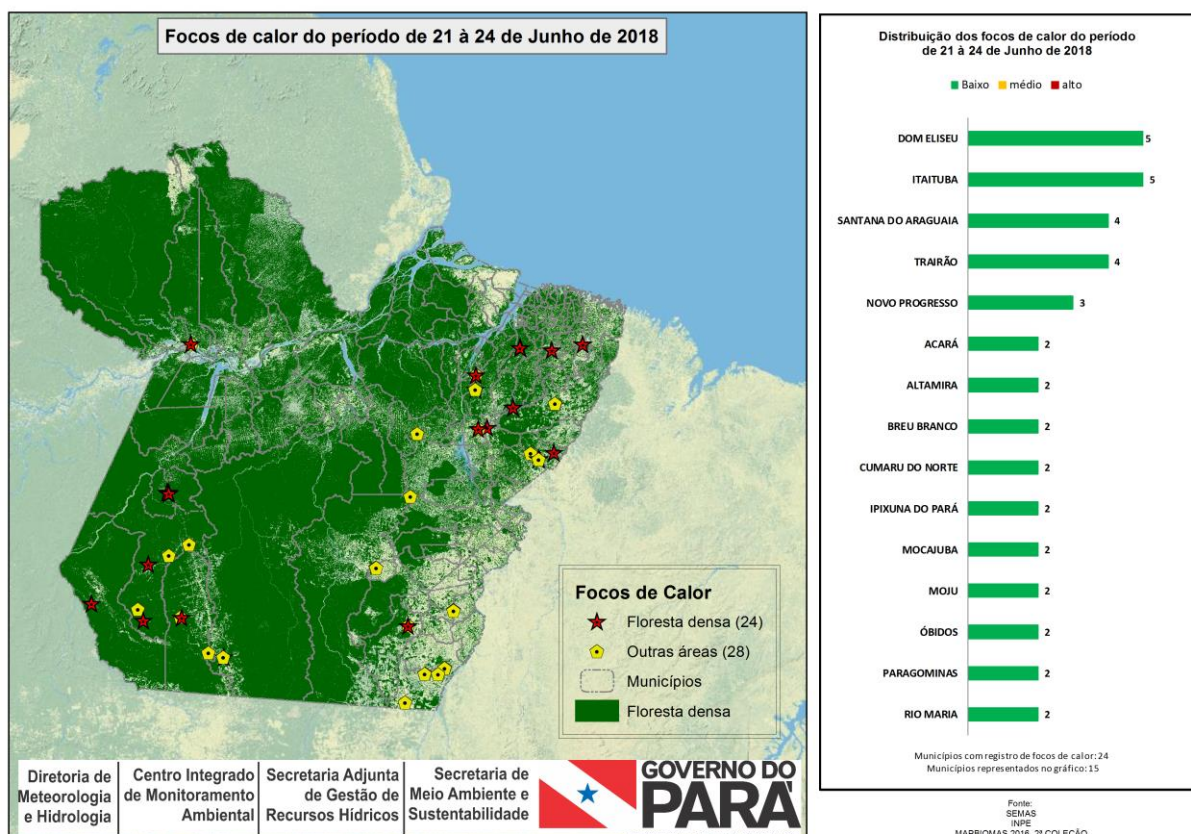 Focos de calor do período de 21 à 24 de Junho de 2018
Focos de Calor
Floresta densa (24)
Outras áreas (28)
Municípios
Floresta densa
Diretoria de
Meteorologia
e Hidrologia
Centro Integrado
de Monitoramento
Ambiental
Secretaria Adjunta
de Gestão de
Recursos Hídricos
Secretaria de
Meio Ambiente e
Sustentabilidade
GOVERNO DO
PARÁ
Distribuição dos focos de calor do período
de 21 à 24 de Junho de 2018
Baixo médio alto
DOM ELISEU 5
ITAITUBA 5
SANTANA DO ARAGUAIA 4
TRAIRÃO 4
NOVO PROGRESSO 3
ACARÁ 2
ALTAMIRA 2
BREU BRANCO 2
CUMARU DO NORTE 2
IPIXUNA DO PARÁ 2
MOCAJUBA 2
MOJU 2
ÓBIDOS 2
PARAGOMINAS 2
RIO MARIA 2
Municípios com registro de focos de calor: 24
Municípios representados no gráfico: 15
Fonte:
SEMAS
INPE
MAPBIOMAS 2016, 2ª COLEÇÃO